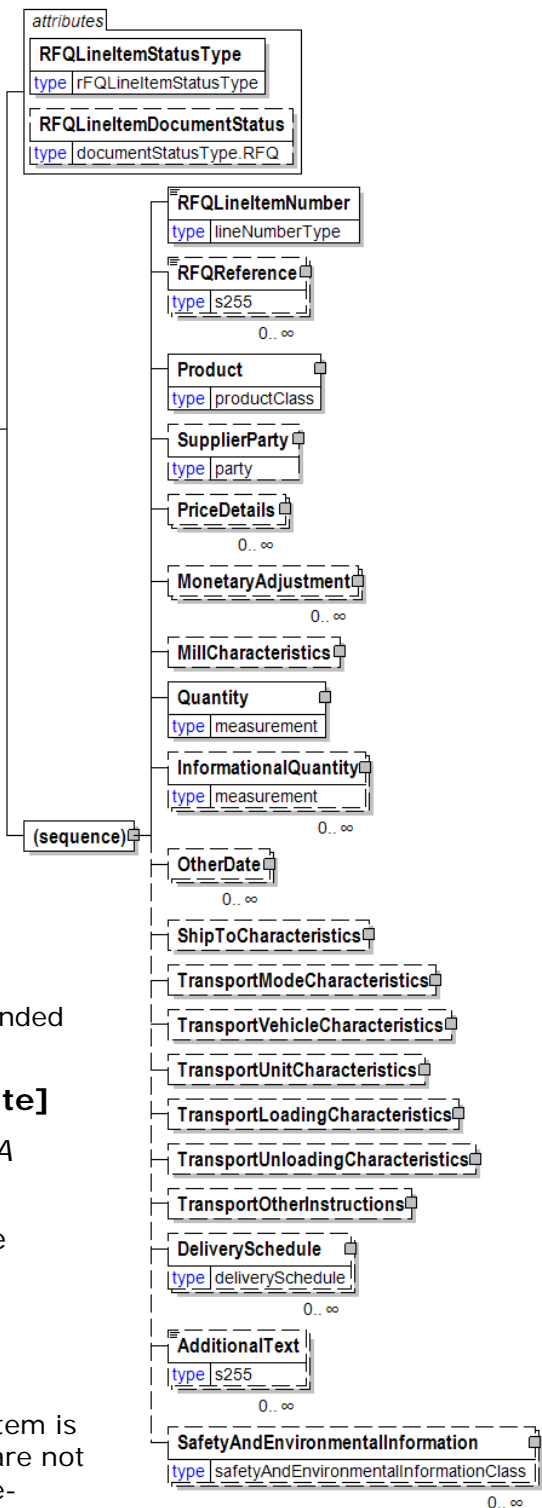 attributes
RFQLineItemStatusType
type rFQLineItemStatusType
RFQLineItemDocumentStatus
type documentStatusType.RFQ
RFQLineItemNumber
type lineNumberType
RFQReference
type s255
0..∞
Product
type productClass
SupplierParty
type party
PriceDetails
0..∞
MonetaryAdjustment
0..∞
MillCharacteristics
Quantity
type measurement
InformationalQuantity
type measurement
0..∞
(sequence)
OtherDate
0..∞
ShipToCharacteristics
TransportModeCharacteristics
nded
TransportVehicleCharacteristics
TransportUnitCharacteristics
te]
TransportLoadingCharacteristics
A
TransportUnloadingCharacteristics
TransportOtherInstructions
e
DeliverySchedule
type deliverySchedule
0..∞
AdditionalText
type s255
0..∞
tem is
SafetyAndEnvironmentalInformation
are not
type safetyAndEnvironmentalInformationClass
e-
0..∞